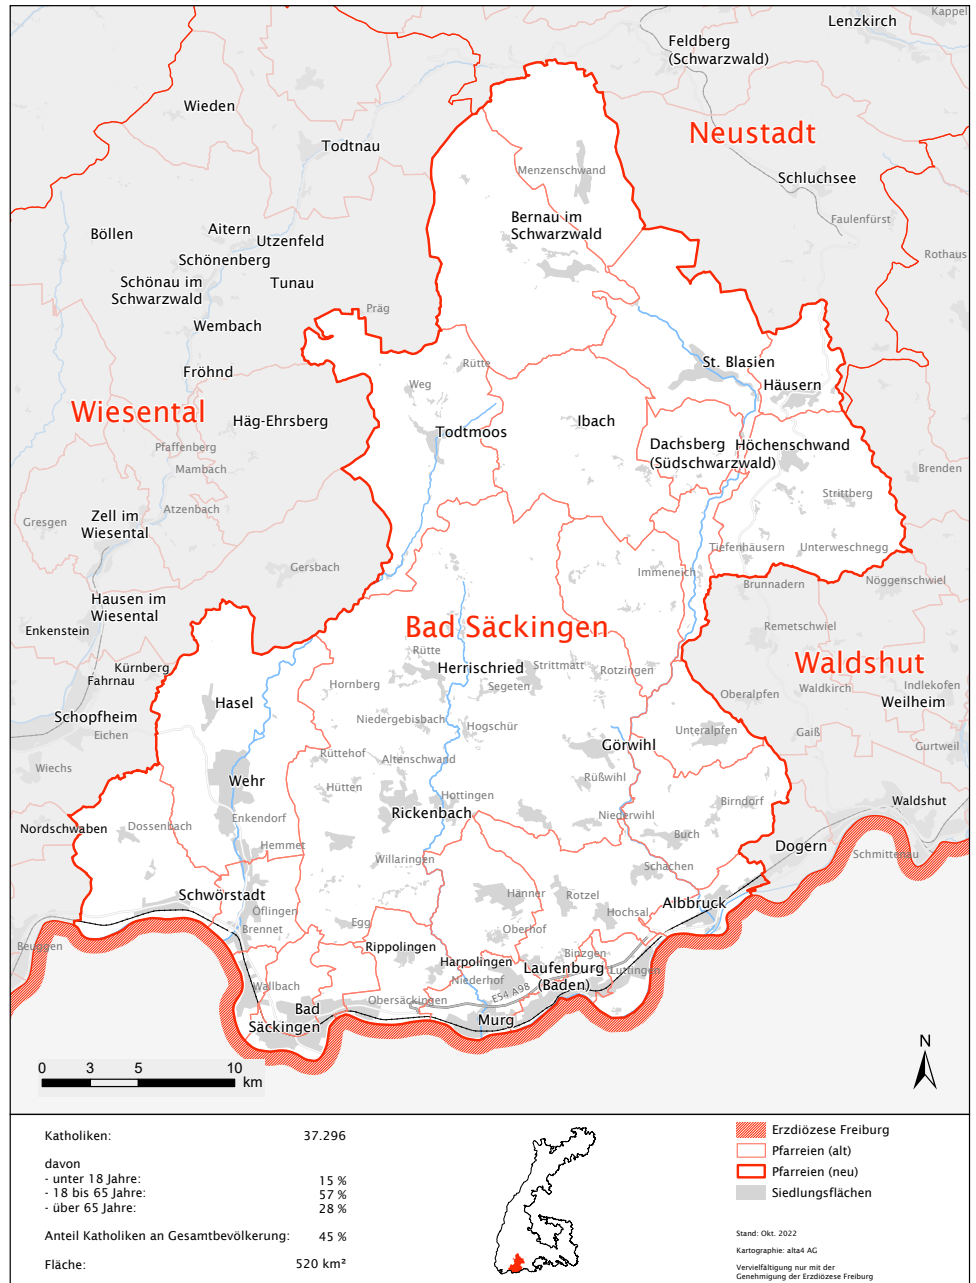 Kappel
Lenzkirch
Feldberg
(Schwarzwald)
Wieden
Neustadt
Todtnau
Menzenschwand
Schluchsee
Bernau im
Schwarzwald
Faulenfürst
Böllen
Aitern
Utzenfeld
Rothaus
Schönenberg
Schönau im
Schwarzwald
Tunau
Präg
Wembach
Rütte
St. Blasien
Fröhnd
Weg
Häusern
Wiesental
Häg-Ehrsberg
Todtmoos
Ibach
Dachsberg
(Südschwarzwald)
Höchenschwand
Pfaffenberg
Mambach
Brenden
Atzenbach
Strittberg
Gresgen
Zell im
Wiesental
Tiefenhäusern
Unterweschnegg
Gersbach
Immeneich
Brunnadern
Nöggenschwiel
Hausen im
Wiesental
Enkenstein
Bad Säckingen
Remetschwiel
Rütte
Herrischried
Strittmatt
Rotzingen
Waldshut
Kürnberg
Fahrnau
Hornberg
Segeten
Oberalpfen
Waldkirch
Indlekofen
Weilheim
Hasel
Schopfheim
Niedergebisbach
Hogschür
Unteralpfen
Gaiß
Eichen
Görwihl
Gurtweil
Rüttehof
Altenschwand
Wiechs
Wehr
Hütten
Rüßwihl
Hottingen
Birndorf
Waldshut
Rickenbach
Niederwihl
Enkendorf
Nordschwaben
Dossenbach
Buch
Hemmet
Dogern
Willaringen
Schachen
Schmittenau
Schwörstadt
Hänner
Rotzel
Albbruck
Öflingen
Hochsal
Egg
Oberhof
Brennet
Beuggen
Rippolingen
Binzgen
Harpolingen
Laufenburg
(Baden)
Luttingen
Wallbach
Niederhof
E54 A98
Obersäckingen
Bad
Säckingen
Murg
N
0 3 5 10
km
Katholiken: 37.296
davon
- unter 18 Jahre: 15 %
- 18 bis 65 Jahre: 57 %
- über 65 Jahre: 28 %
Anteil Katholiken an Gesamtbevölkerung: 45 %
Fläche: 520 km²
Erzdiözese Freiburg
Pfarreien (alt)
Pfarreien (neu)
Siedlungsflächen
Stand: Okt. 2022
Kartographie: alta4 AG
Vervielfältigung nur mit der
Genehmigung der Erzdiözese Freiburg